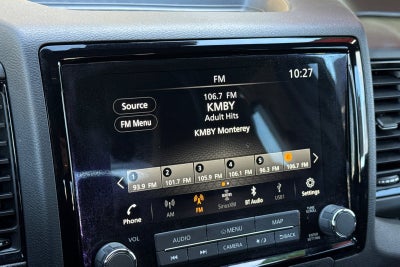 FM
10:27
Source
106.7 FM
KMBY
Adult Hits
FM Menu
KMBY Monterey
1 2 3 4 5 6
93.9 FM 101.7 FM 105.9 FM 106.1 FM 96.3 FM 106.7 FM
Phone AM FM SiriusXM BT Audio USB1 Settings
VOL AUDIO MENU MAP
CAMERA BACK
ENTER
SCROLL